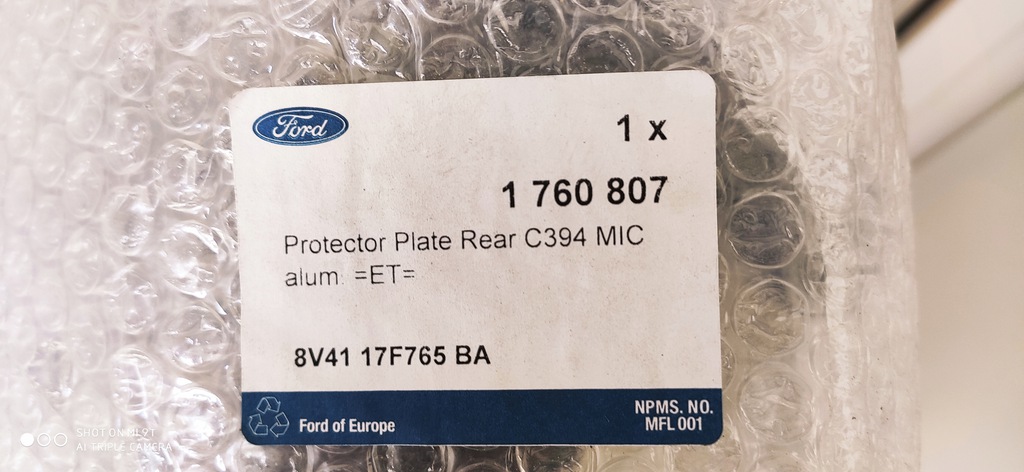 Ford
1 x
1 760 807
Protector Plate Rear C394 MIC
alum. =ET=
8V41 17F765 BA
Ford of Europe
NPMS. NO.
MFL 001
SHOT ON MI 9T
AI TRIPLE CAMERA